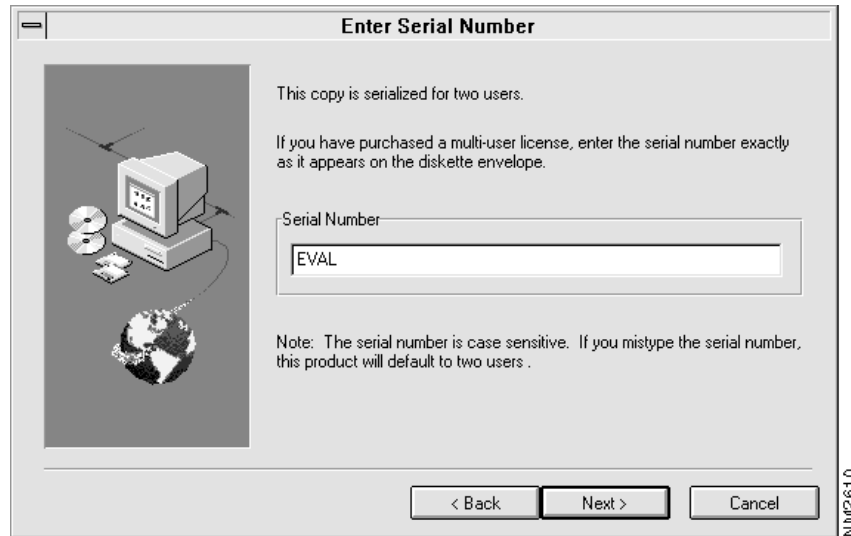 Enter Serial Number
This copy is serialized for two users.
If you have purchased a multi-user license, enter the serial number exactly
as it appears on the diskette envelope.
Serial Number
EVAL
Note: The serial number is case sensitive. If you mistype the serial number,
this product will default to two users .
< Back
Next >
Cancel